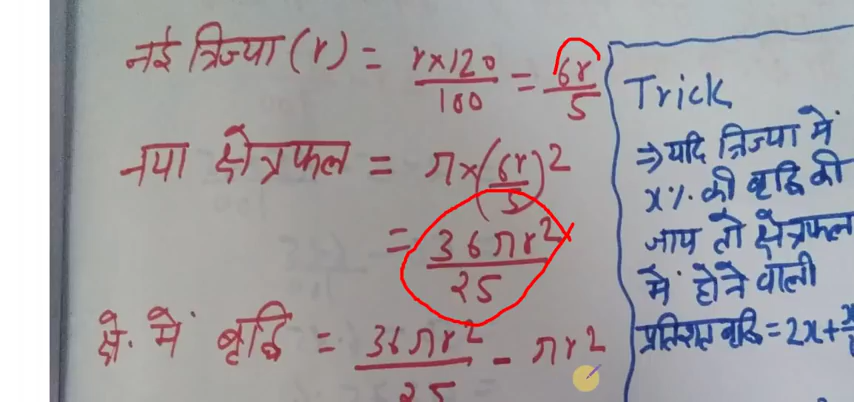 नई त्रिज्या (r) = r×120/100 = 6r/5
नया क्षेत्रफल = π×(6r/5)²
= 36πr²/25
क्षे. में वृद्धि = 36πr²/25 - πr²
Trick
⇒ यदि त्रिज्या में
x% की वृद्धि की
जाए तो क्षेत्रफल
में होने वाली
प्रतिशत वृद्धि = 2x+